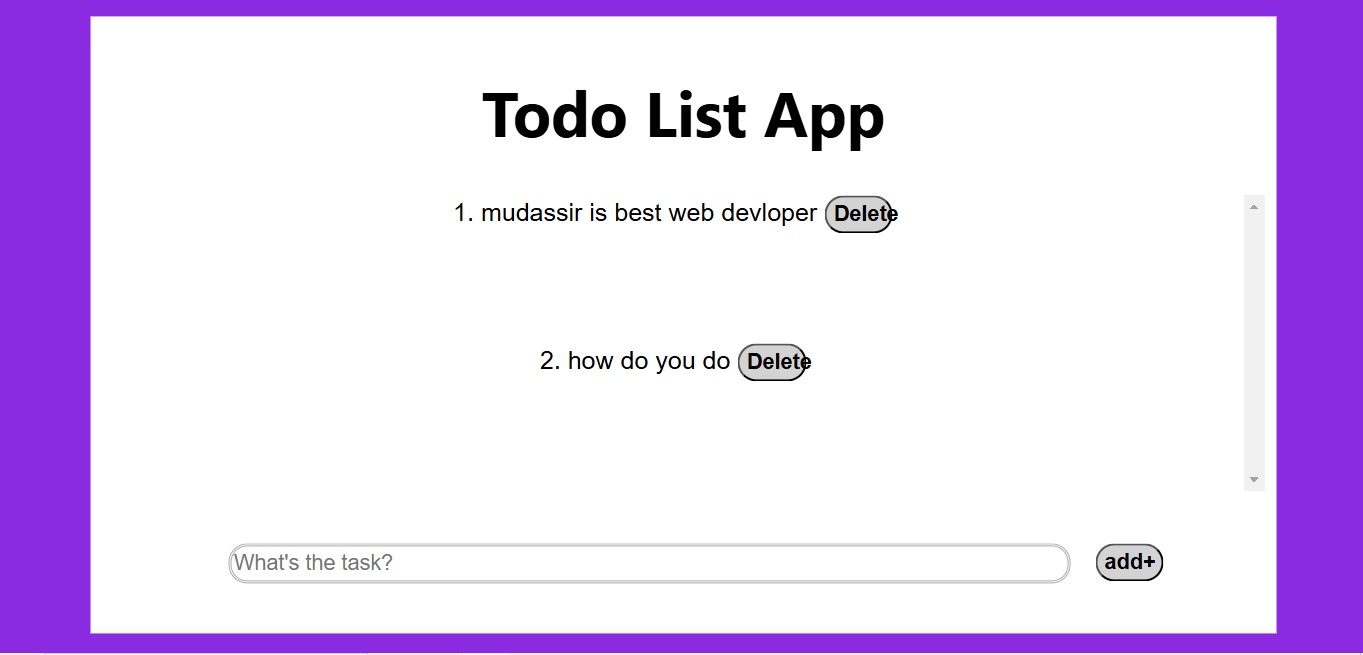 Todo List App
1. mudassir is best web devloper Delete
2. how do you do Delete
What's the task? add+